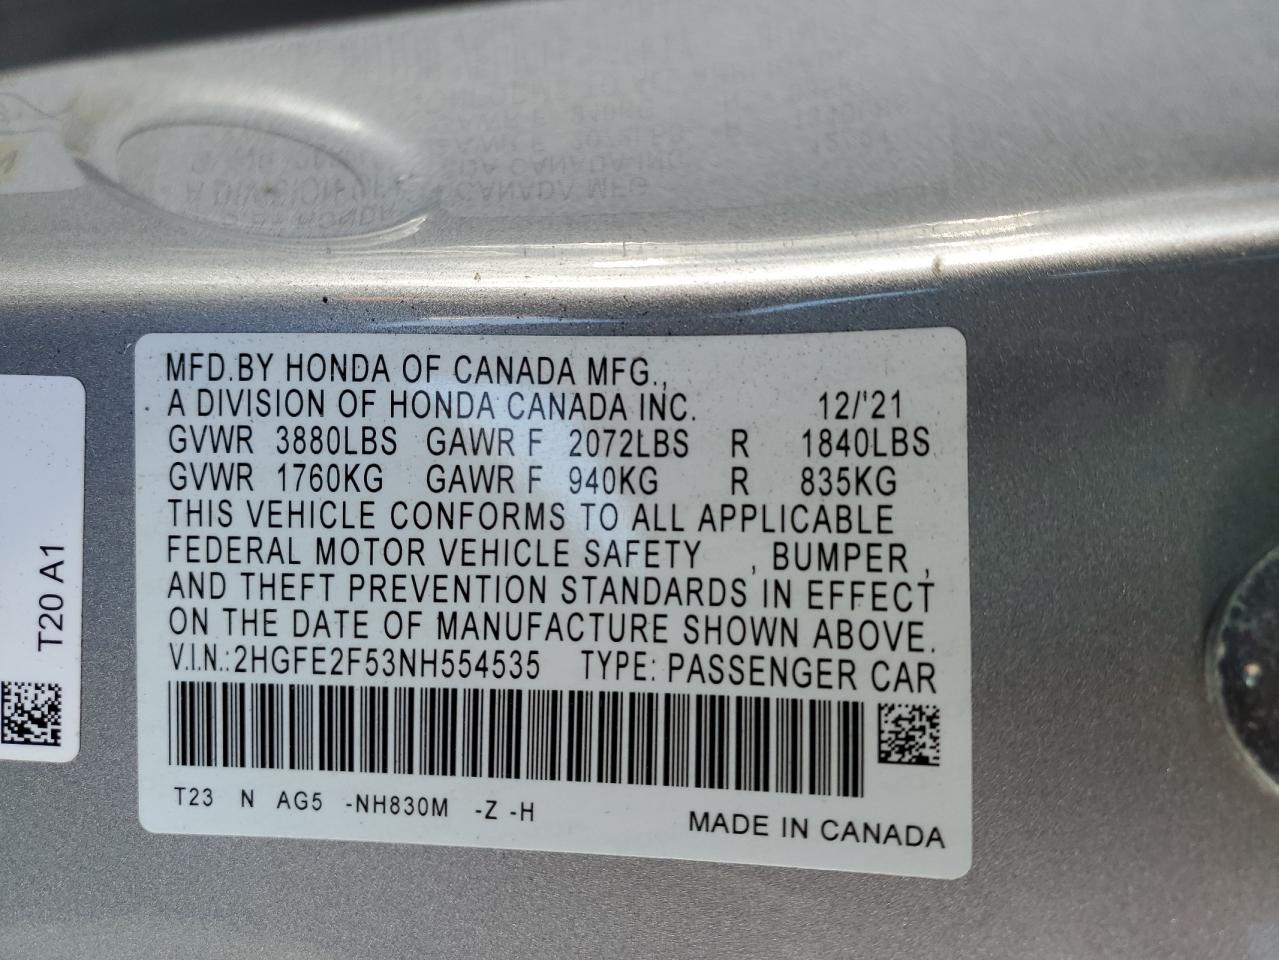 MFD.BY HONDA OF CANADA MFG.,
A DIVISION OF HONDA CANADA INC. 12/'21
GVWR 3880LBS GAWR F 2072LBS R 1840LBS
GVWR 1760KG GAWR F 940KG R 835KG
THIS VEHICLE CONFORMS TO ALL APPLICABLE
FEDERAL MOTOR VEHICLE SAFETY , BUMPER ,
AND THEFT PREVENTION STANDARDS IN EFFECT
ON THE DATE OF MANUFACTURE SHOWN ABOVE.
V.I.N.:2HGFE2F53NH554535 TYPE: PASSENGER CAR
T23 N AG5 -NH830M -Z -H
MADE IN CANADA
T20 A1